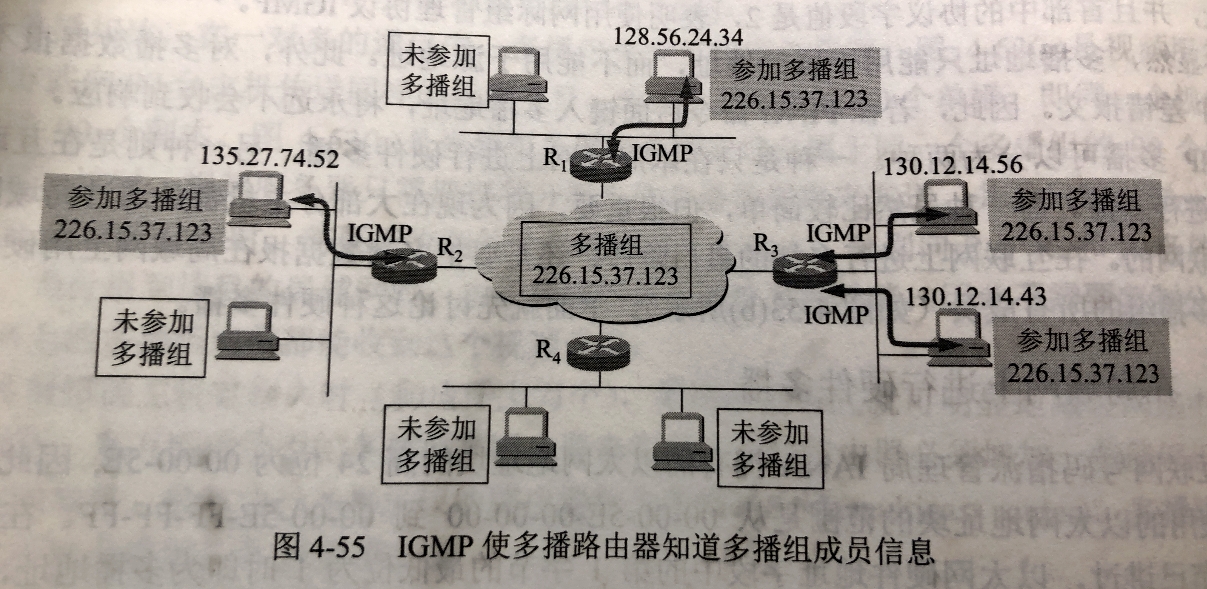 未参加
多播组
128.56.24.34
参加多播组
226.15.37.123
R1
IGMP
135.27.74.52
参加多播组
226.15.37.123
IGMP
R2
多播组
226.15.37.123
R3
130.12.14.56
IGMP
参加多播组
226.15.37.123
130.12.14.43
IGMP
参加多播组
226.15.37.123
未参加
多播组
R4
未参加
多播组
未参加
多播组
图 4-55 IGMP 使多播路由器知道多播组成员信息